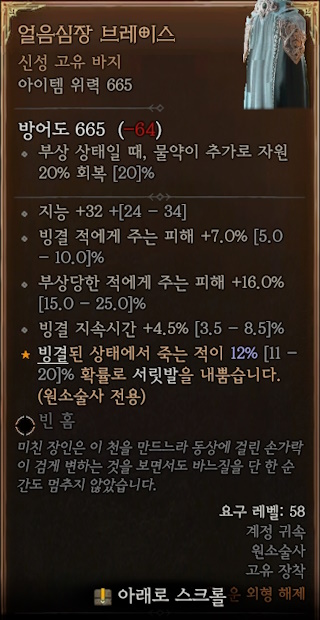 얼음심장 브레이스
신성 고유 바지
아이템 위력 665
방어도 665 (-64)
부상 상태일 때, 물약이 추가로 자원
20% 회복 [20]%
지능 +32 +[24 - 34]
빙결 적에게 주는 피해 +7.0% [5.0
- 10.0]%
부상당한 적에게 주는 피해 +16.0%
[15.0 - 25.0]%
빙결 지속시간 +4.5% [3.5 - 8.5]%
빙결된 상태에서 죽는 적이 12% [11 -
20]% 확률로 서릿발을 내뿜습니다.
(원소술사 전용)
빈 홈
미친 장인은 이 천을 만드느라 동상에 걸린 손가락
이 검게 변하는 것을 보면서도 바느질을 단 한 순
간도 멈추지 않았습니다.
요구 레벨: 58
계정 귀속
원소술사
고유 장착
아래로 스크롤 운 외형 해제